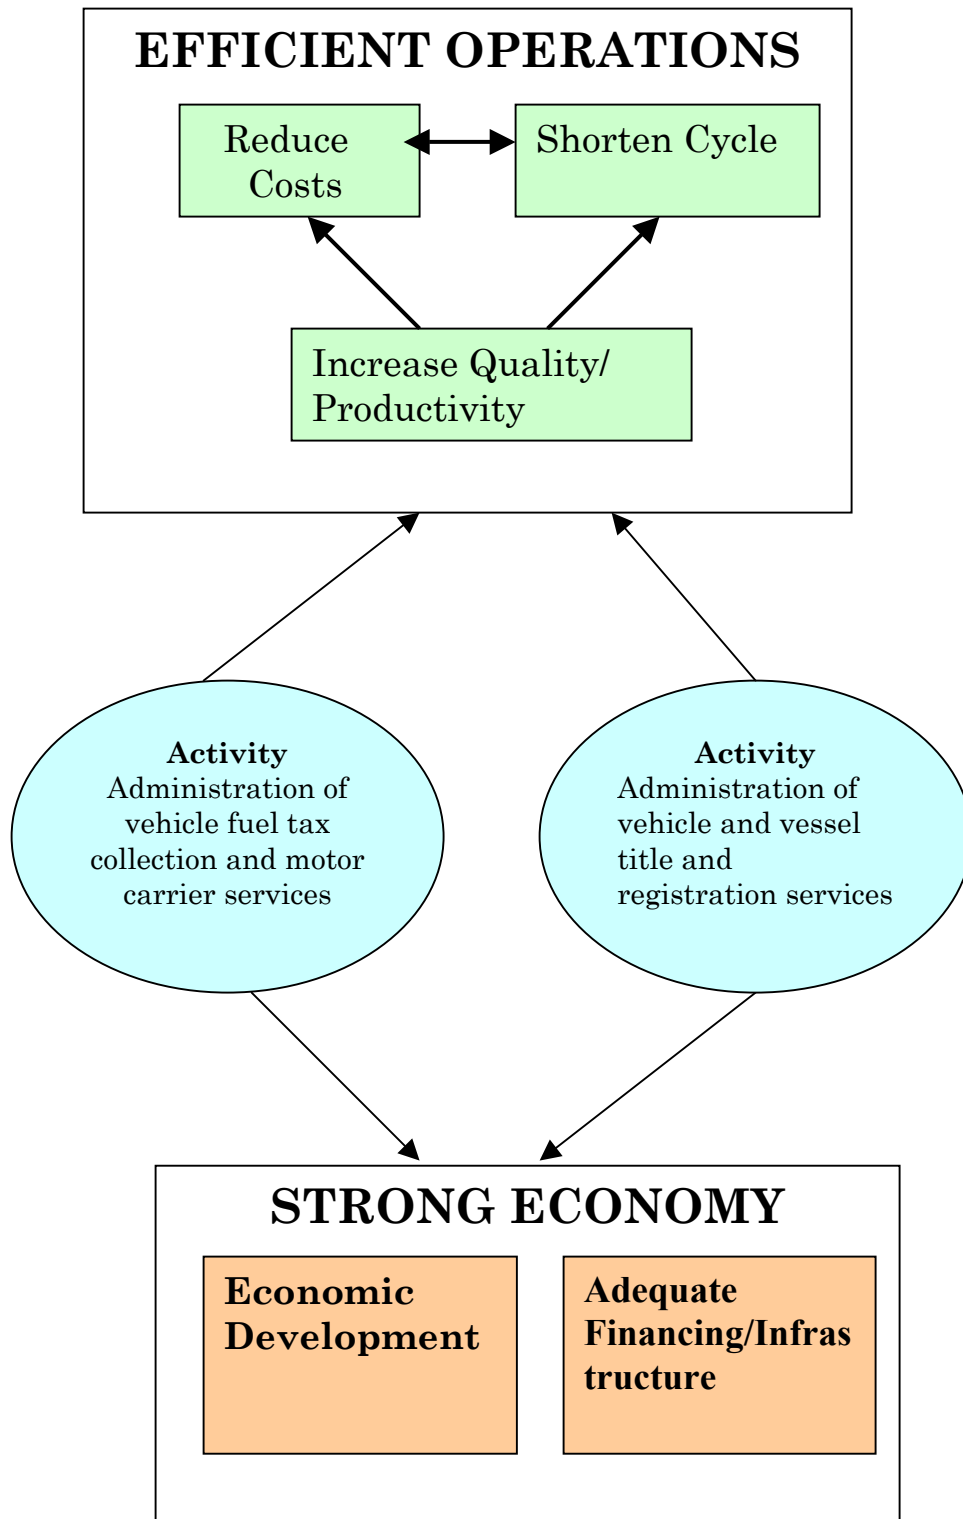 EFFICIENT OPERATIONS
Reduce
Costs
Shorten Cycle
Increase Quality/
Productivity
Activity
Administration of
vehicle fuel tax
collection and motor
carrier services
Activity
Administration of
vehicle and vessel
title and
registration services
STRONG ECONOMY
Economic
Development
Adequate
Financing/Infras
tructure